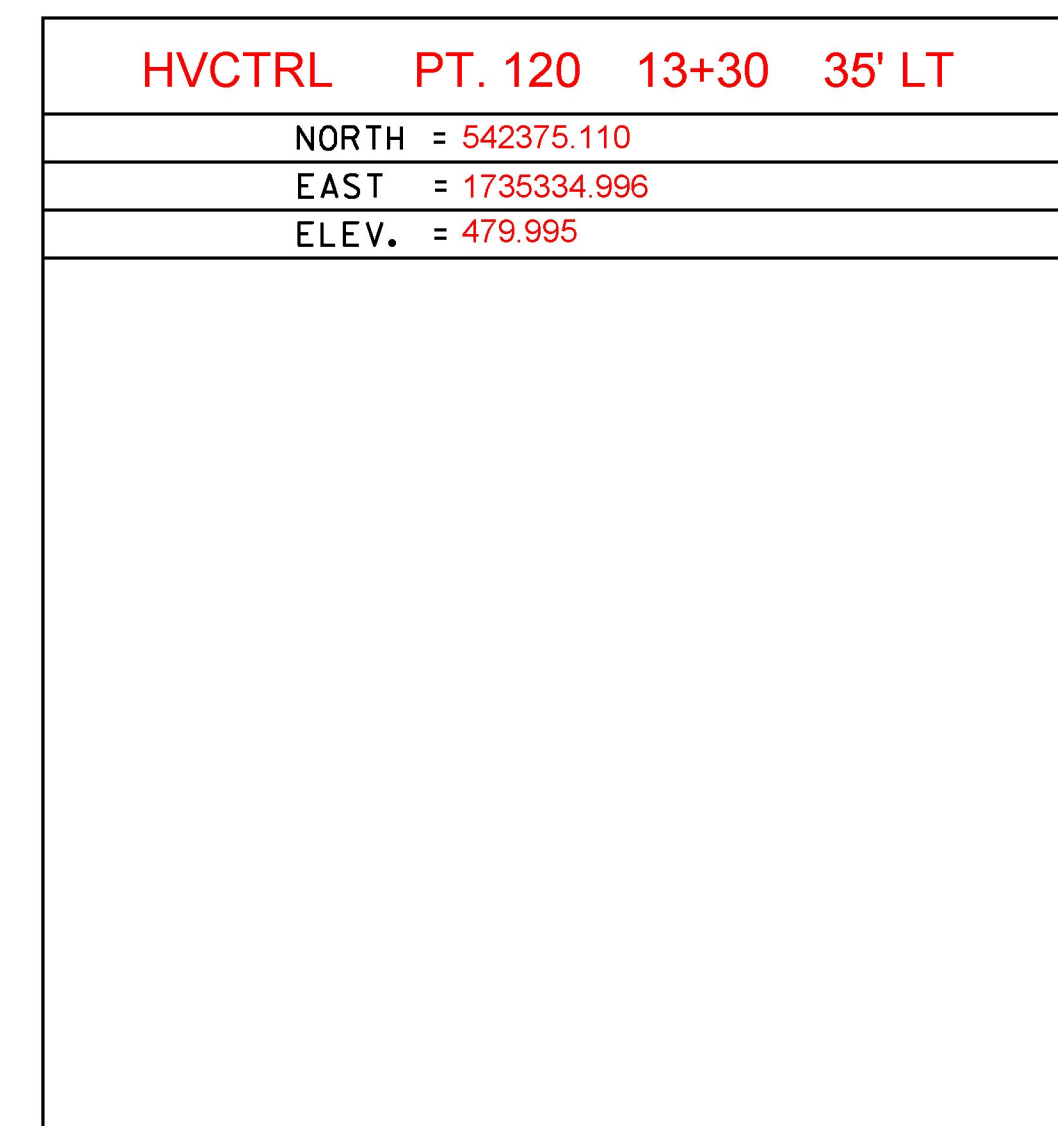 HVCTRL PT. 120 13+30 35' LT
NORTH = 542375.110
EAST = 1735334.996
ELEV. = 479.995